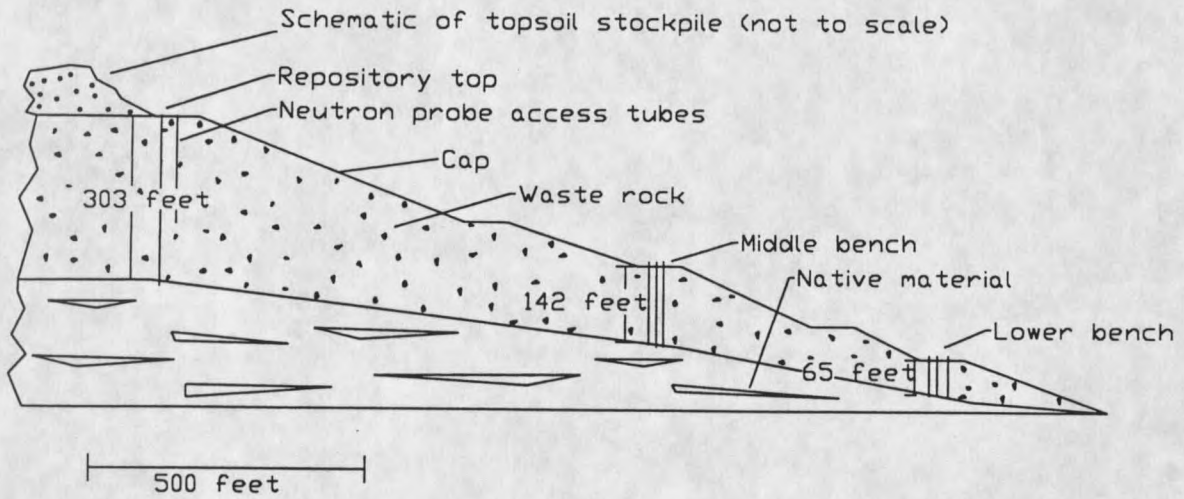 Schematic of topsoil stockpile (not to scale)
Repository top
Neutron probe access tubes
Cap
303 feet
Waste rock
Middle bench
142 feet
Native material
Lower bench
65 feet
500 feet